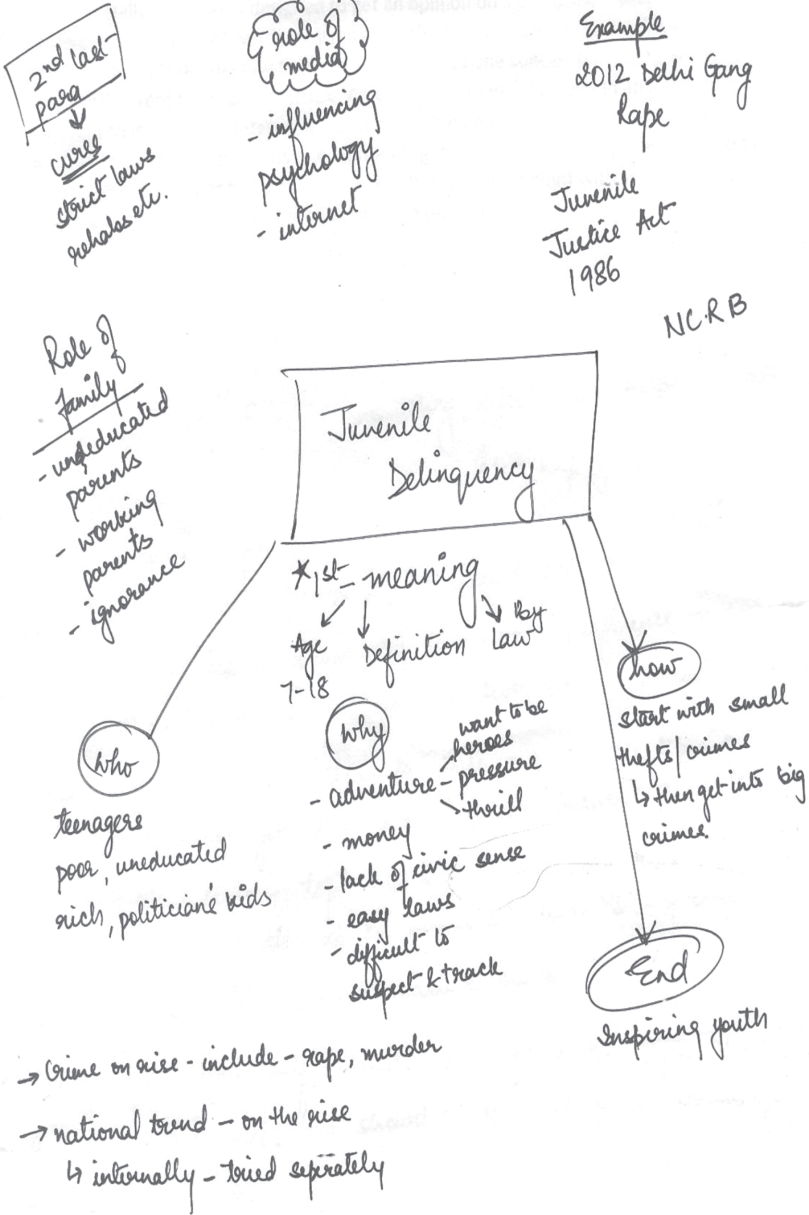 2nd last
para
cures
strict laws
rehabs etc.
role of
media
- influencing
psychology
- internet
Example
2012 Delhi Gang
Rape
Juvenile
Justice Act
1986
NCRB
Role of
family
- uneducated
parents
- working
parents
- ignorance
Juvenile
Delinquency
*1st - meaning
Age
7-18
Definition
by
Law
who
teenagers
poor, uneducated
rich, politician's kids
why
- adventure - want to be
heroes
pressure
thrill
- money
- lack of civic sense
- easy laws
- difficult to
suspect & track
how
start with small
thefts/crimes
↳ then get into big
crimes.
End
Inspiring youth
→ Crime on rise - include - rape, murder
→ national trend - on the rise
↳ internally - tried seperately